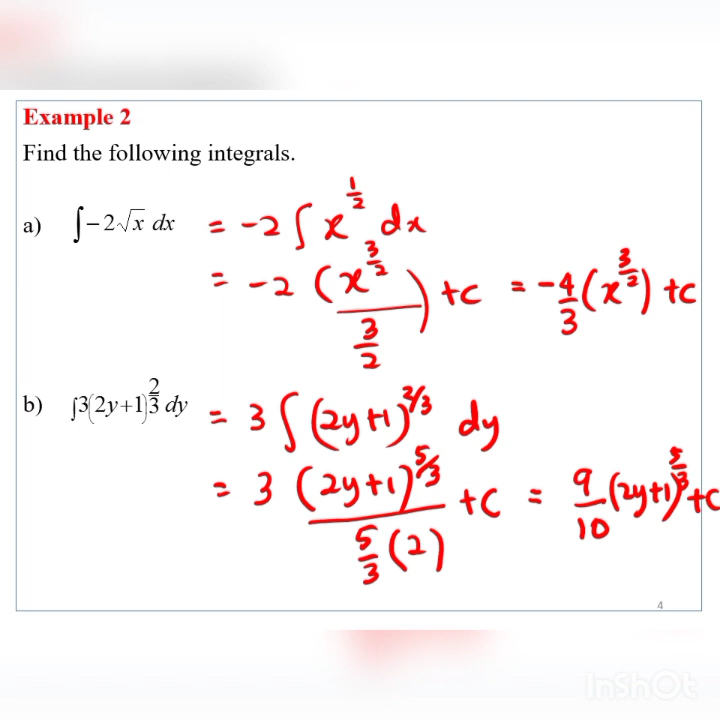 Example 2
Find the following integrals.
a) ∫−2√x dx = -2 ∫ x^(1/2) dx
= -2 (x^(3/2) / (3/2)) + c = -4/3 (x^(3/2)) + c
b) ∫3(2y+1)^(2/3) dy = 3 ∫ (2y+1)^(2/3) dy
= 3 (2y+1)^(5/3) / (5/3 (2)) + c = 9/10 (2y+1)^(5/3) + c
4
InShOt